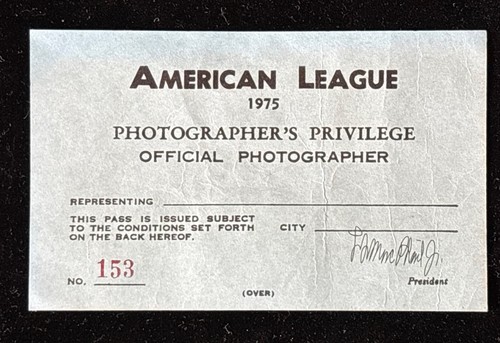 AMERICAN LEAGUE
1975
PHOTOGRAPHER'S PRIVILEGE
OFFICIAL PHOTOGRAPHER
REPRESENTING
THIS PASS IS ISSUED SUBJECT
TO THE CONDITIONS SET FORTH
ON THE BACK HEREOF.
CITY
NO. 153
President
(OVER)